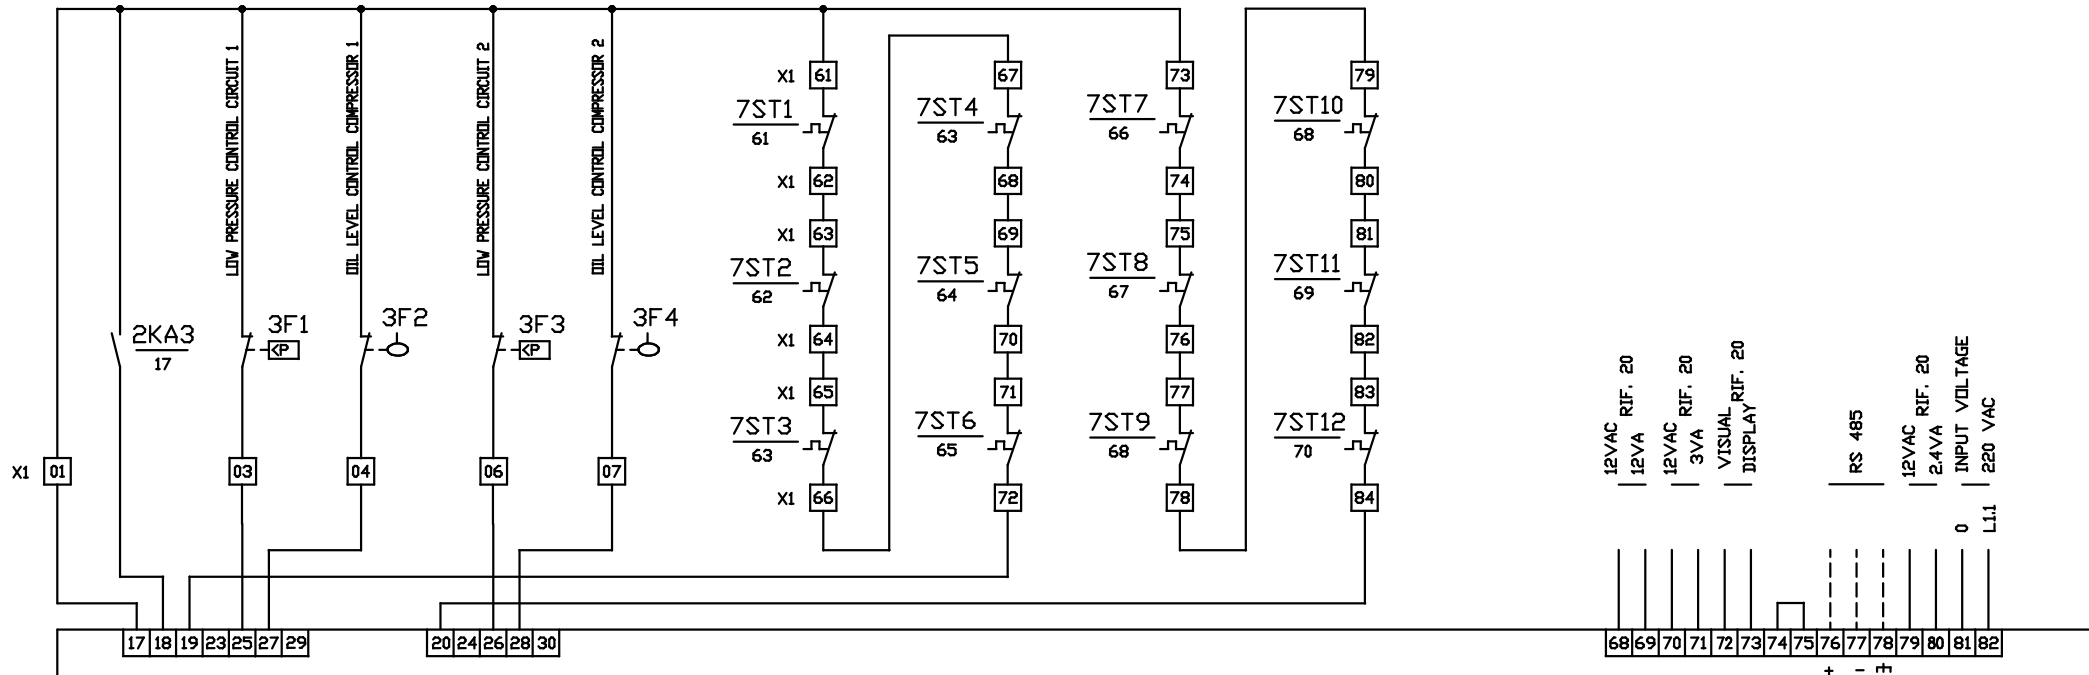 LOW PRESSURE CONTROL CIRCUIT 1
OIL LEVEL CONTROL COMPRESSOR 1
LOW PRESSURE CONTROL CIRCUIT 2
OIL LEVEL CONTROL COMPRESSOR 2
X1 61 67 73 79
7ST1 7ST4 7ST7 7ST10
61 63 66 68
X1 62 68 74 80
X1 63 69 75 81
7ST2 7ST5 7ST8 7ST11
62 64 67 69
2KA3 3F1 3F2 3F3 3F4
17 <P <P
X1 64 70 76 82
X1 65 71 77 83
7ST3 7ST6 7ST9 7ST12
63 65 68 70
X1 01 03 04 06 07
X1 66 72 78 84
12VAC RIF. 20
12VA
12VAC RIF. 20
3VA
VISUAL RIF. 20
DISPLAY
RS 485
12VAC RIF. 20
2.4VA
INPUT VOLTAGE
220 VAC
0
L1.1
17 18 19 23 25 27 29 20 24 26 28 30 68 69 70 71 72 73 74 75 76 77 78 79 80 81 82
+ -